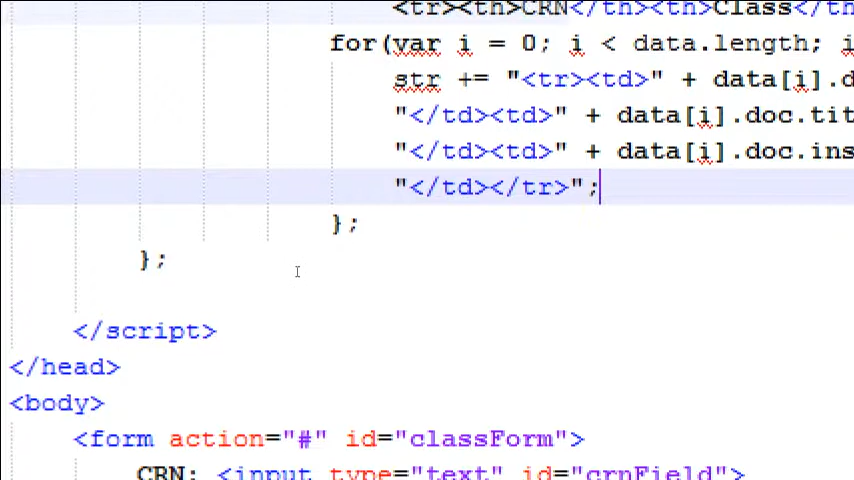 <tr><th>CRN</th><th>Class</th
for(var i = 0; i < data.length; i
str += "<tr><td>" + data[i].d
"</td><td>" + data[i].doc.tit
"</td><td>" + data[i].doc.ins
"</td></tr>";
};
};
</script>
</head>
<body>
<form action="#" id="classForm">
CRN: <input type="text" id="crnField">